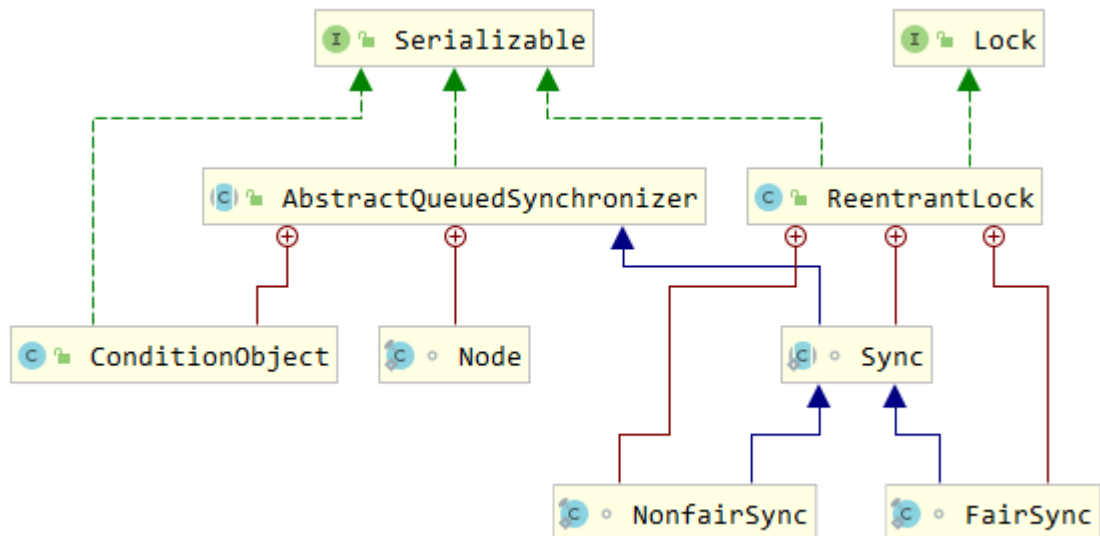 I Serializable
I Lock
C AbstractQueuedSynchronizer
C ReentrantLock
C ConditionObject
C Node
C Sync
C NonfairSync
C FairSync